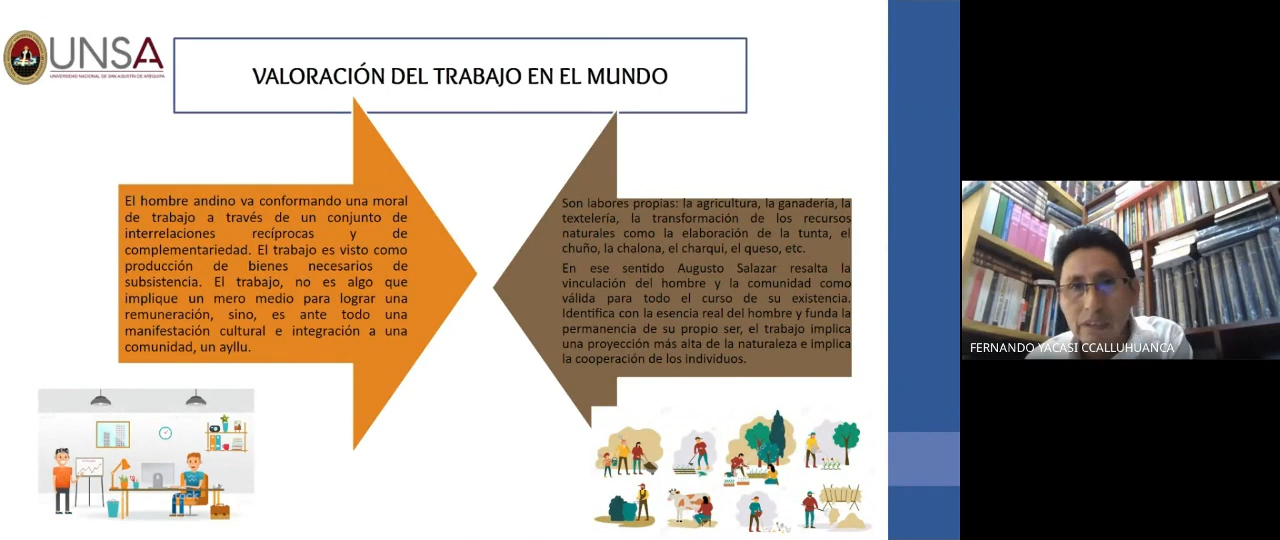 UNSA
UNIVERSIDAD NACIONAL DE SAN AGUSTÍN DE AREQUIPA
VALORACIÓN DEL TRABAJO EN EL MUNDO
El hombre andino va conformando una moral
de trabajo a través de un conjunto de
interrelaciones recíprocas y de
complementariedad. El trabajo es visto como
producción de bienes necesarios de
subsistencia. El trabajo, no es algo que
implique un mero medio para lograr una
remuneración, sino, es ante todo una
manifestación cultural e integración a una
comunidad, un ayllu.
Son labores propias: la agricultura, la ganadería, la
textelería, la transformación de los recursos
naturales como la elaboración de la tunta, el
chuño, la chalona, el charqui, el queso, etc.
En ese sentido Augusto Salazar resalta la
vinculación del hombre y la comunidad como
válida para todo el curso de su existencia.
Identifica con la esencia real del hombre y funda la
permanencia de su propio ser, el trabajo implica
una proyección más alta de la naturaleza e implica
la cooperación de los individuos.
FERNANDO YACASI CCALLUHUANCA